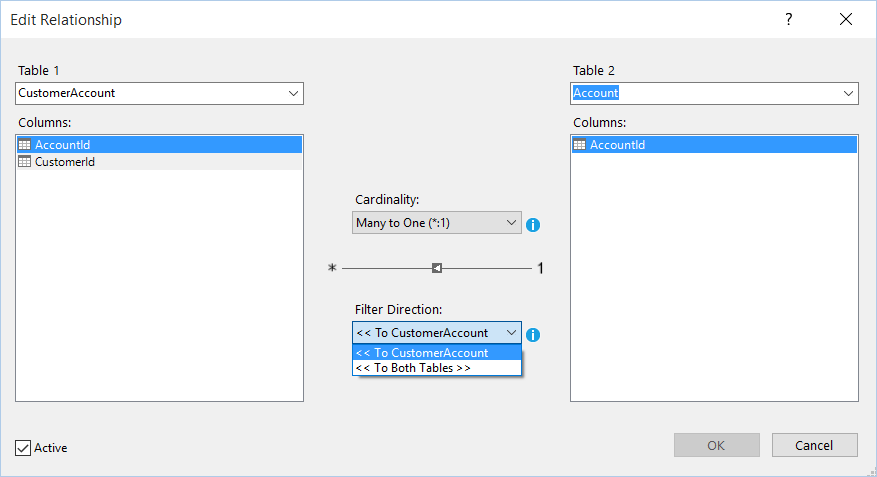 Edit Relationship
?
Table 1
CustomerAccount
Columns:
AccountId
CustomerId
Table 2
Account
Columns:
AccountId
Cardinality:
Many to One (*:1)
* 1
Filter Direction:
<< To CustomerAccount
<< To CustomerAccount
<< To Both Tables >>
Active
OK
Cancel